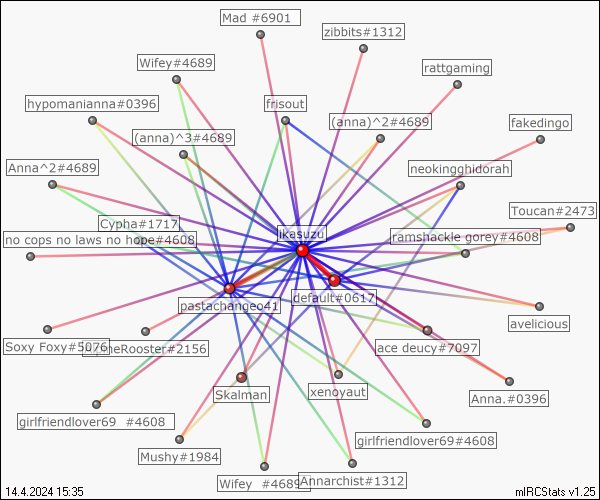 Mad #6901
zibbits#1312
Wifey#4689
rattgaming
hypomanianna#0396
frisout
(anna)^2#4689
fakedingo
(anna)^3#4689
Anna^2#4689
neokingghidorah
Toucan#2473
Cypha#1717
likasuzu
no cops no laws no hope#4608
ramshackle gorey#4608
default#0617
pastachangeo41
avelicious
Soxy Foxy#5076
neRooster#2156
ace deucy#7097
Skalman
xenoyaut
Anna.#0396
girlfriendlover69 #4608
girlfriendlover69#4608
Mushy#1984
Wifey #4689
Annarchist#1312
14.4.2024 15:35
mIRCStats v1.25